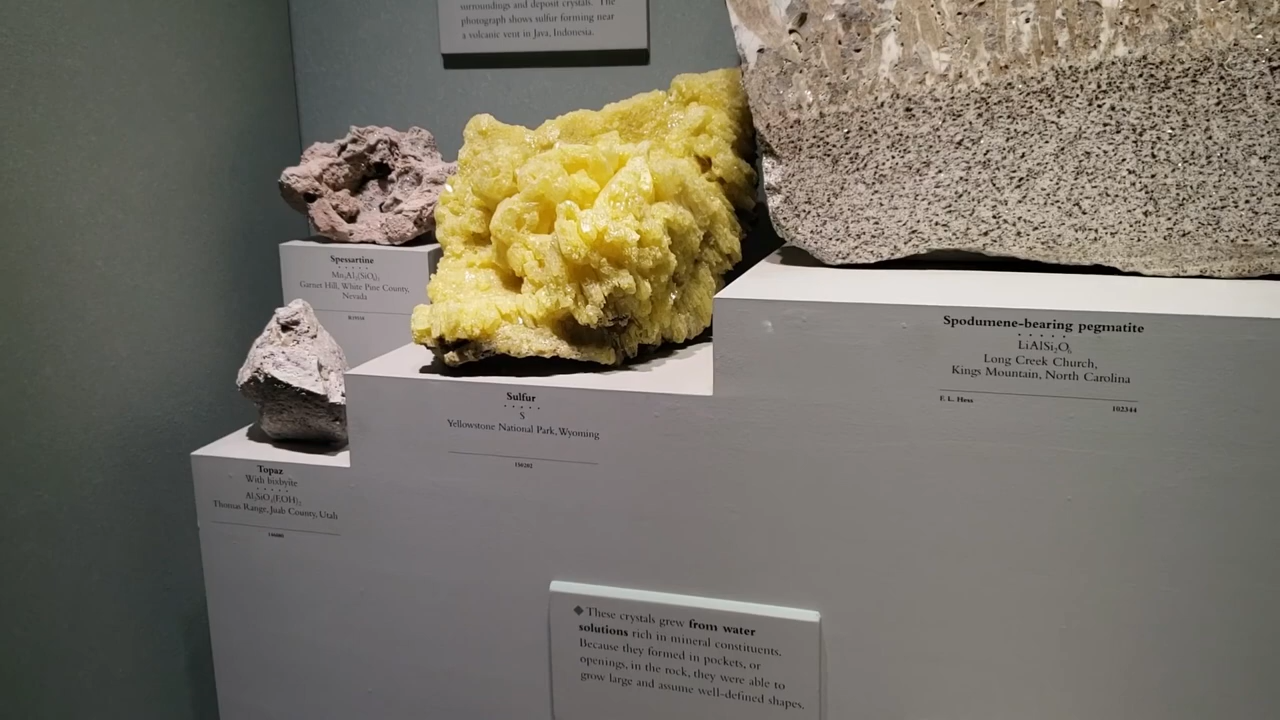 surroundings and deposit crystals. The
photograph shows sulfur forming near
a volcanic vent in Java, Indonesia.
Spessartine
Mn₃Al₂(SiO₄)₃
Garnet Hill, White Pine County,
Nevada
Topaz
With bixbyite
Al₂SiO₄(F,OH)₂
Thomas Range, Juab County, Utah
Sulfur
S
Yellowstone National Park, Wyoming
Spodumene-bearing pegmatite
LiAlSi₂O₆
Long Creek Church,
Kings Mountain, North Carolina
F. L. Hess 102344
◆ These crystals grew from water
solutions rich in mineral constituents.
Because they formed in pockets, or
openings, in the rock, they were able to
grow large and assume well-defined shapes.